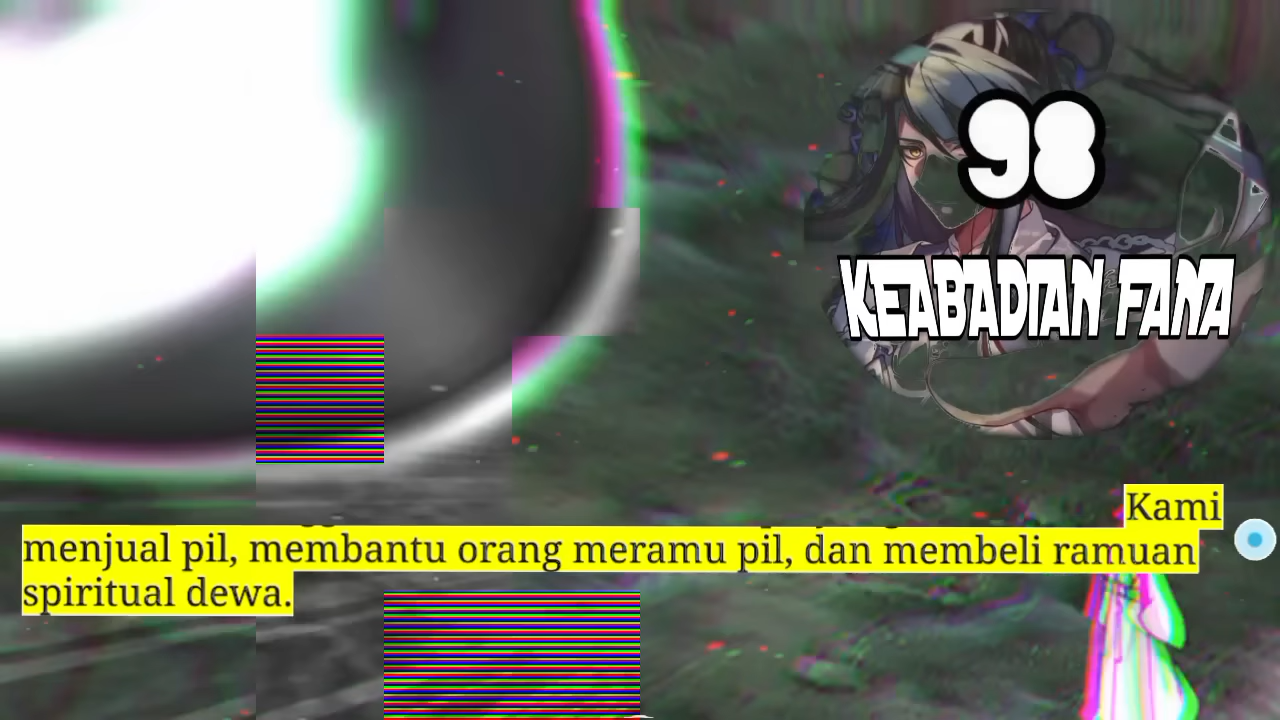 98
KEABADIAN FANA
Kami
menjual pil, membantu orang meramu pil, dan membeli ramuan
spiritual dewa.